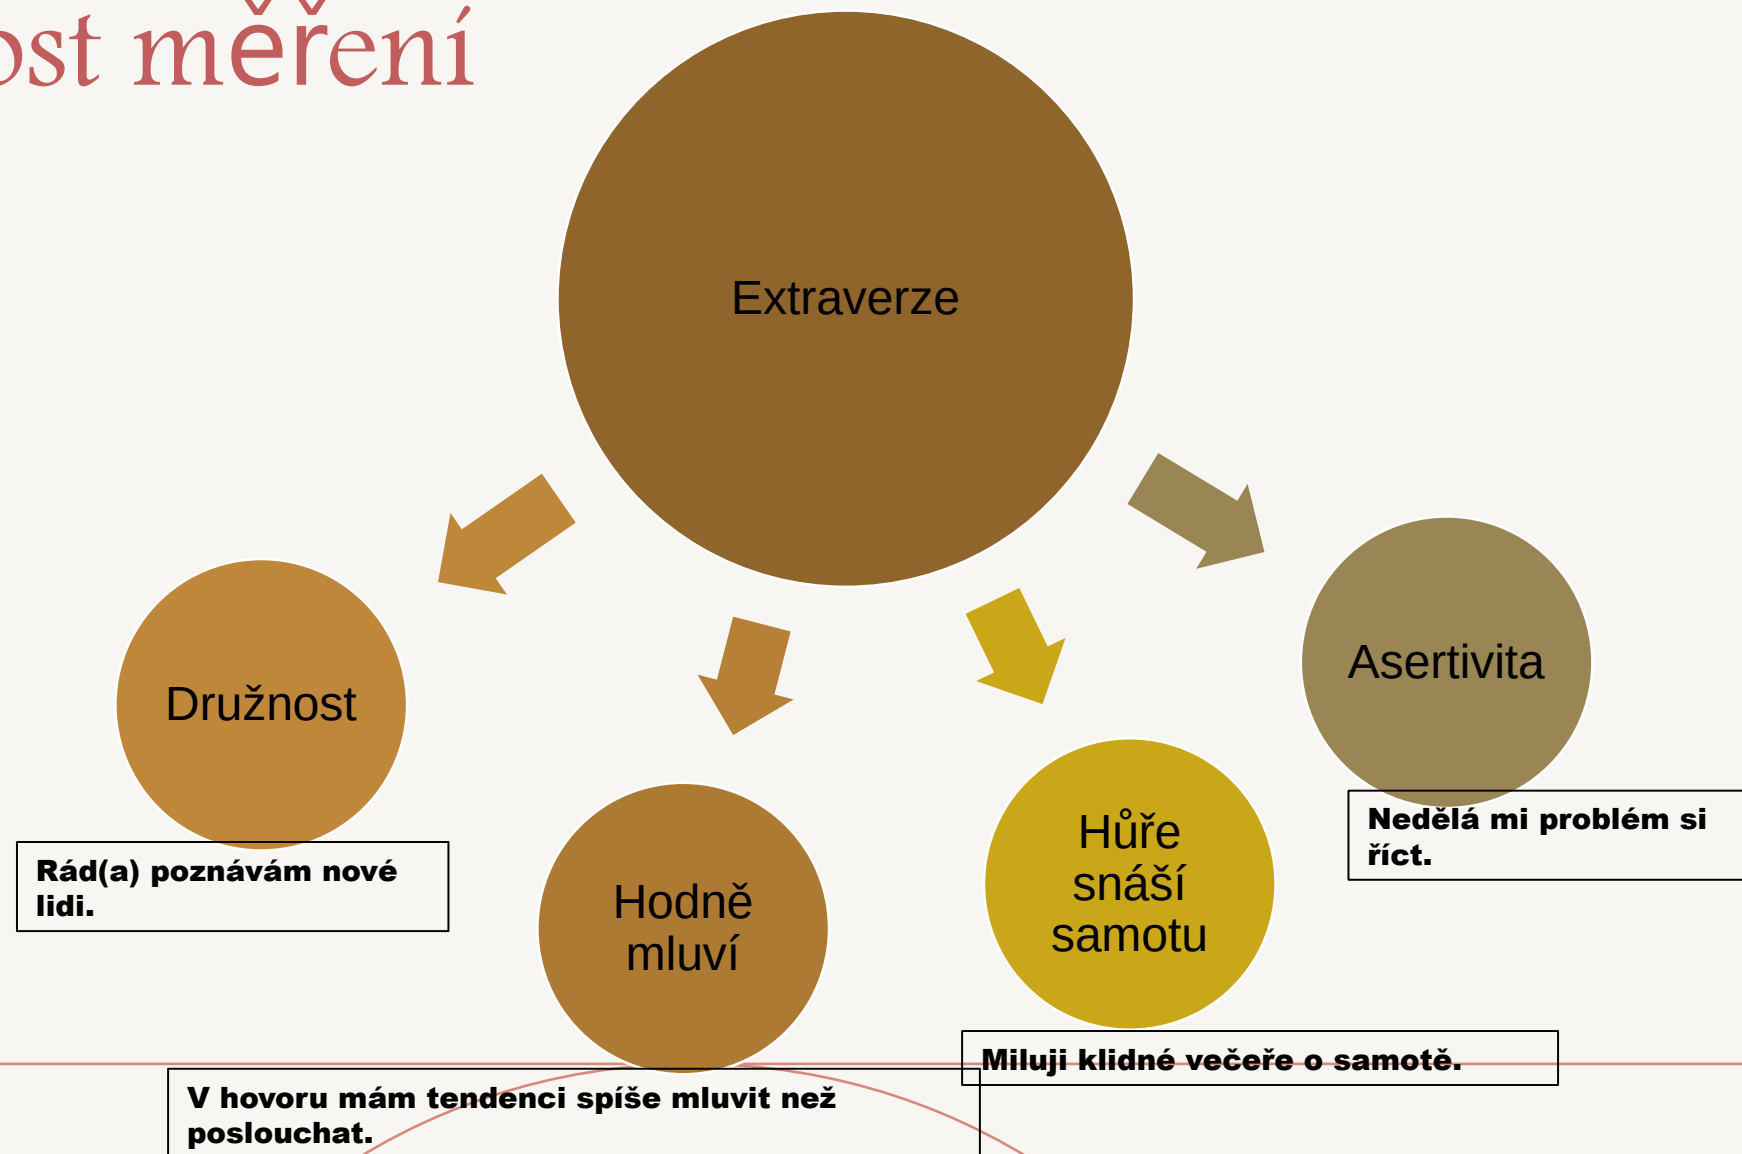 ost měření
Extraverze
Družnost
Rád(a) poznávám nové
lidi.
Hodně
mluví
V hovoru mám tendenci spíše mluvit než
poslouchat.
Hůře
snáší
samotu
Miluji klidné večeře o samotě.
Asertivita
Nedělá mi problém si
říct.